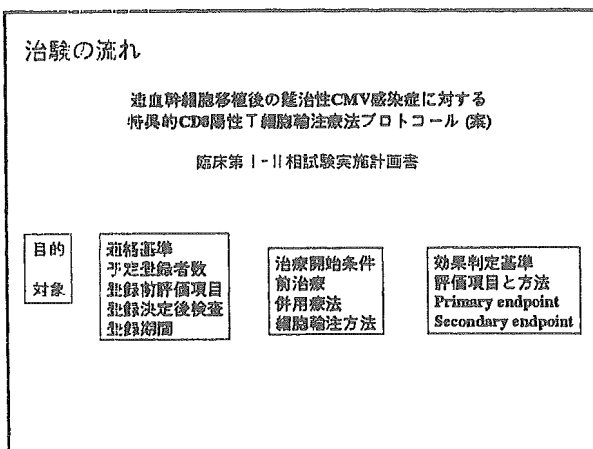 治験の流れ
造血幹細胞移植後の難治性CMV感染症に対する
特異的CD8陽性T細胞輸注療法プロトコール (案)
臨床第 I - II 相試験実施計画書
目的
対象
適格基準
予定登録者数
登録前評価項目
登録決定後検査
登録期間
治療開始条件
前治療
併用療法
細胞輸注方法
効果判定基準
評価項目と方法
Primary endpoint
Secondary endpoint